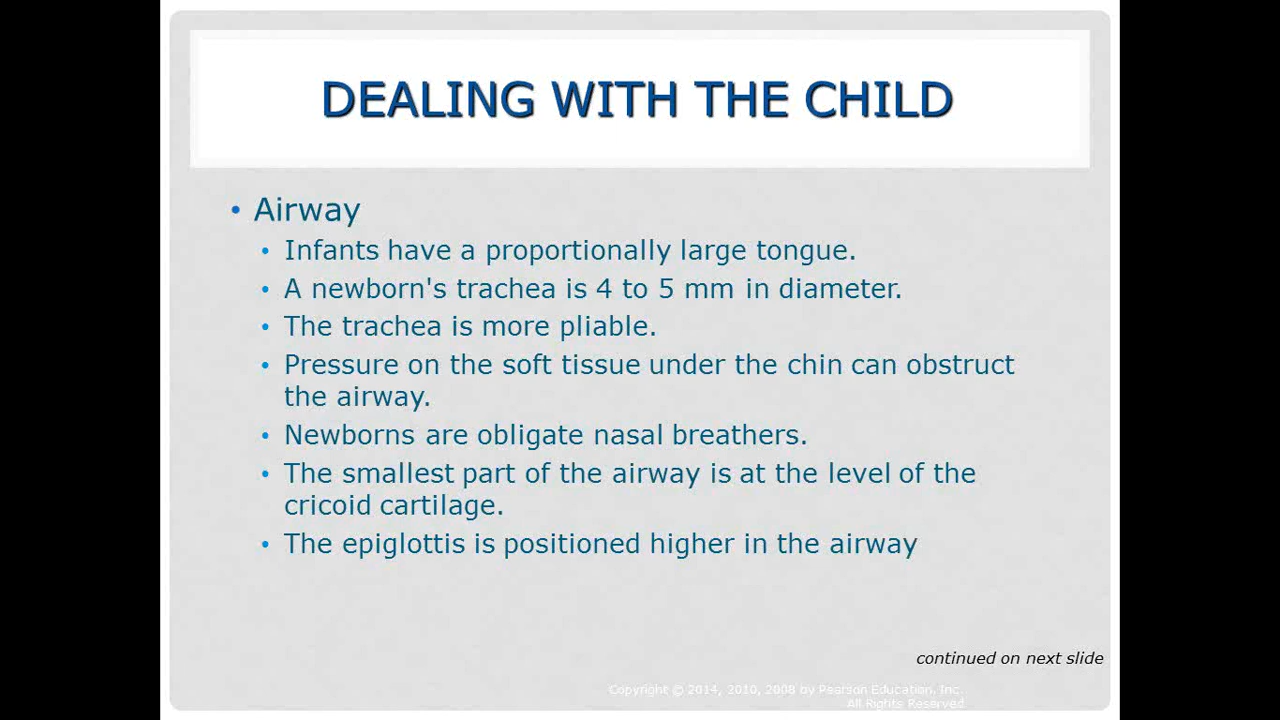 DEALING WITH THE CHILD
• Airway
• Infants have a proportionally large tongue.
• A newborn's trachea is 4 to 5 mm in diameter.
• The trachea is more pliable.
• Pressure on the soft tissue under the chin can obstruct
the airway.
• Newborns are obligate nasal breathers.
• The smallest part of the airway is at the level of the
cricoid cartilage.
• The epiglottis is positioned higher in the airway
continued on next slide
Copyright © 2014, 2010, 2008 by Pearson Education, Inc.
All Rights Reserved